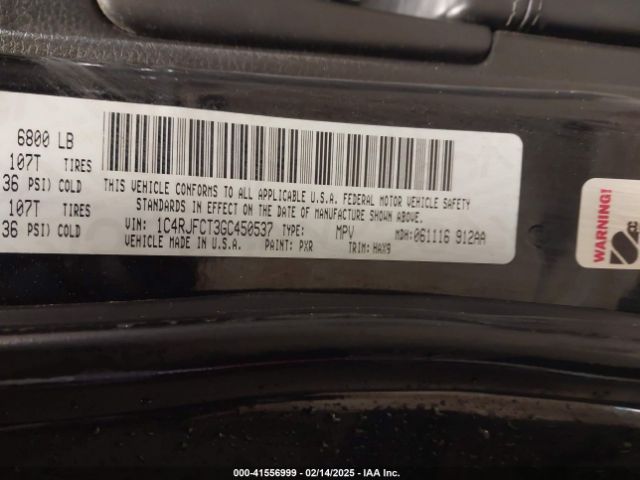 6800 LB
107T TIRES
36 PSI) COLD
107T TIRES
36 PSI) COLD
THIS VEHICLE CONFORMS TO ALL APPLICABLE U.S.A. FEDERAL MOTOR VEHICLE SAFETY
STANDARDS IN EFFECT ON THE DATE OF MANUFACTURE SHOWN ABOVE.
VIN: 1C4RJFCT3GC450537 TYPE: MPV MDH: 061116 912AA
VEHICLE MADE IN U.S.A. PAINT: PXR TRIM: HAX9
WARNING!
000-41556999 — 02/14/2025 — IAA Inc.